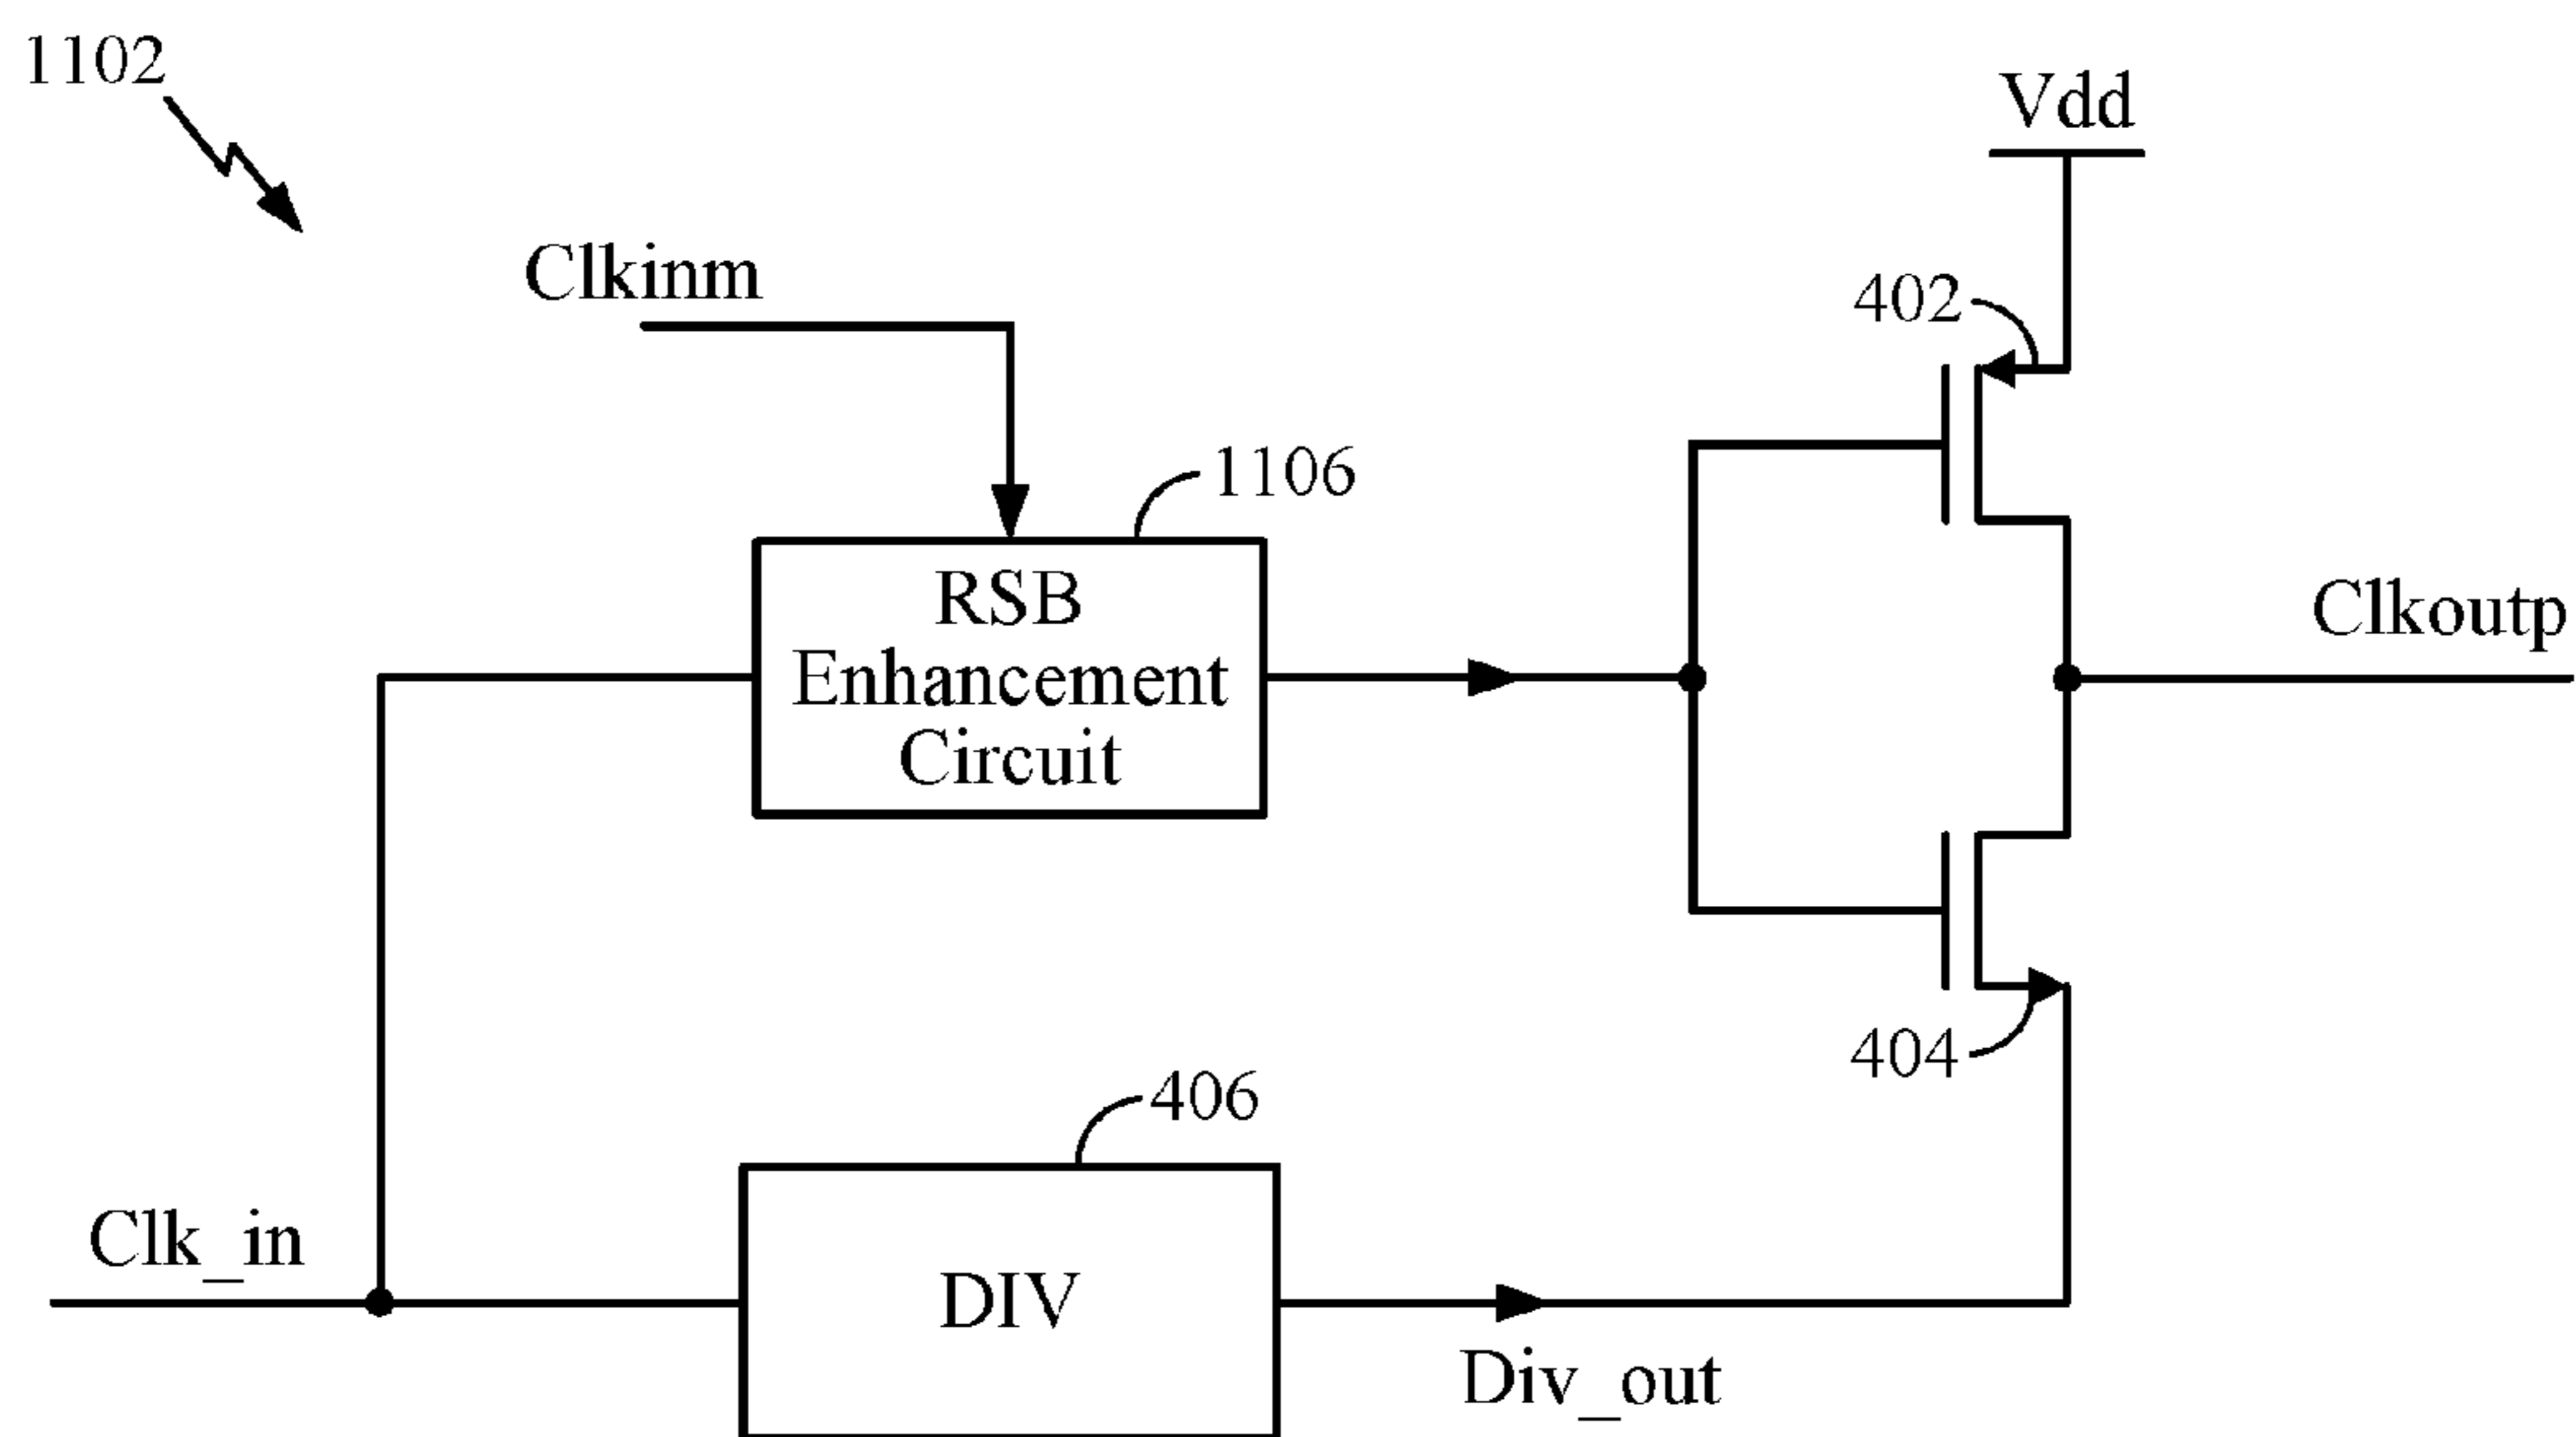 1102
Vdd
Clkinm
402
1106
RSB
Enhancement
Circuit
Clkoutp
404
406
Clk_in
DIV
Div_out